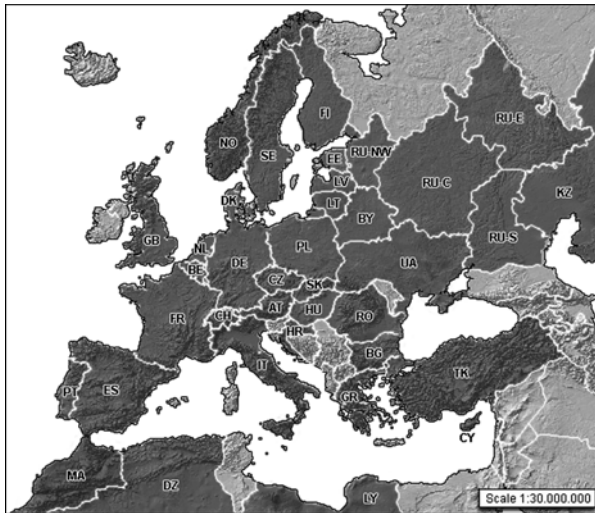 RU-E
FI
NO
SE
EE
RU-NW
LV
RU-C
KZ
DK
LT
BY
RU-S
GB
NL
BE
DE
PL
UA
CZ
SK
FR
CH
AT
HU
RO
HR
IT
BG
PT
ES
GR
TK
CY
MA
DZ
LY
Scale 1:30.000.000